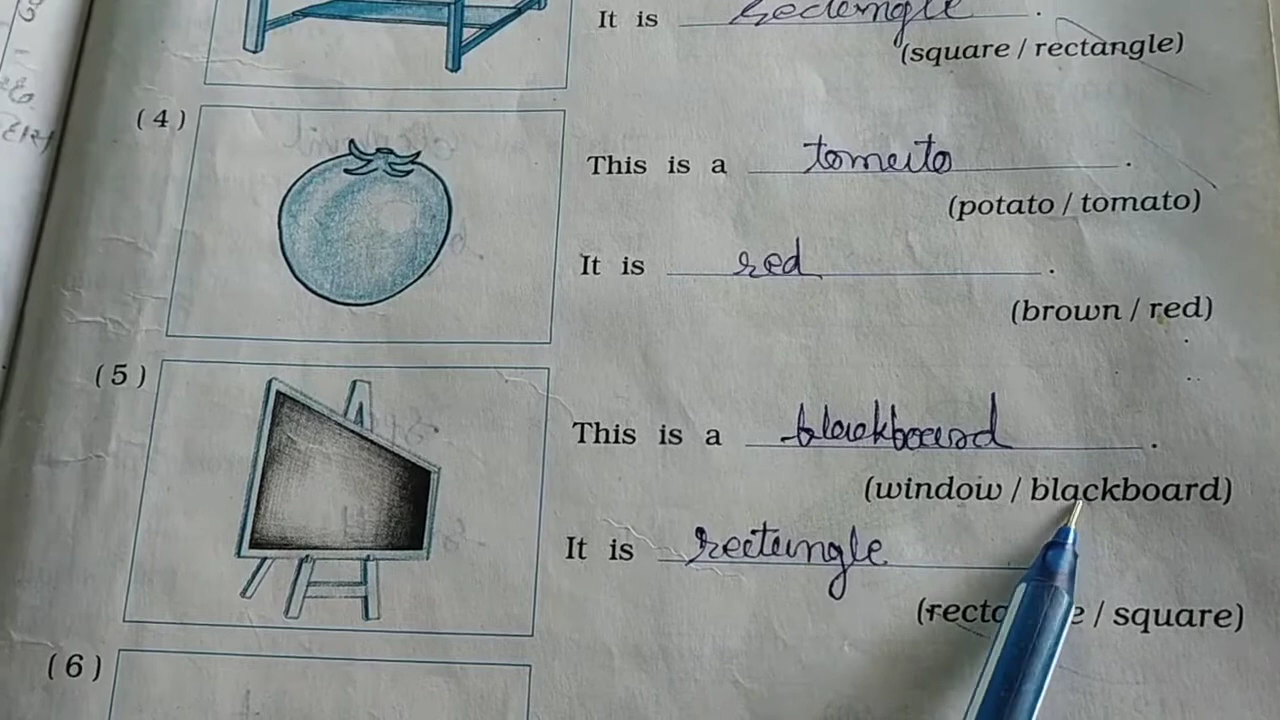 It is rectangle .
(square / rectangle)
(4)
This is a tomato .
(potato / tomato)
It is red .
(brown / red)
(5)
This is a blackboard .
(window / blackboard)
It is rectangle
(recta e / square)
(6)